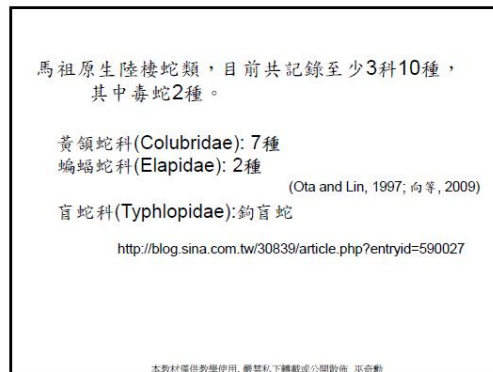 馬祖原生陸棲蛇類，目前共記錄至少3科10種，
其中毒蛇2種。
黃領蛇科(Colubridae): 7種
蝙蝠蛇科(Elapidae): 2種
(Ota and Lin, 1997; 向等, 2009)
盲蛇科(Typhlopidae):鉤盲蛇
http://blog.sina.com.tw/30839/article.php?entryid=590027
本教材僅供教學使用, 嚴禁私下轉載或公開散佈 巫奇勳